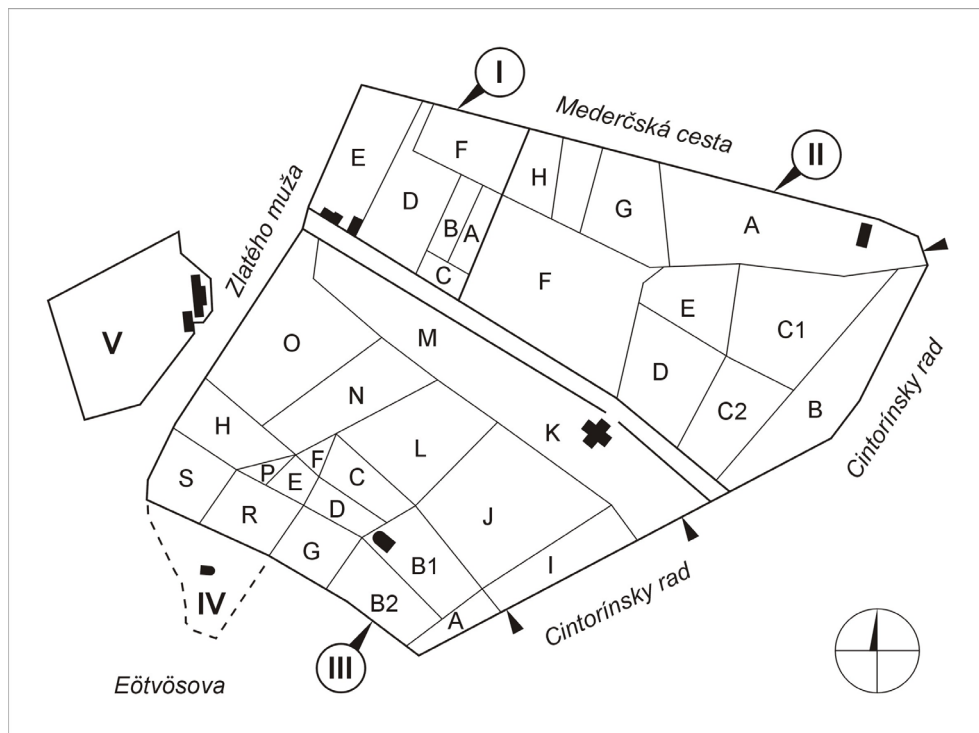 I
Mederčská cesta
II
E
F
H
G
A
D
B
A
C
F
Zlatého muža
V
E
C1
D
C2
B
Cintorínsky rad
O
M
N
K
H
L
F
C
P
E
S
D
J
R
G
B1
I
B2
A
IV
Cintorínsky rad
III
Eötvösova